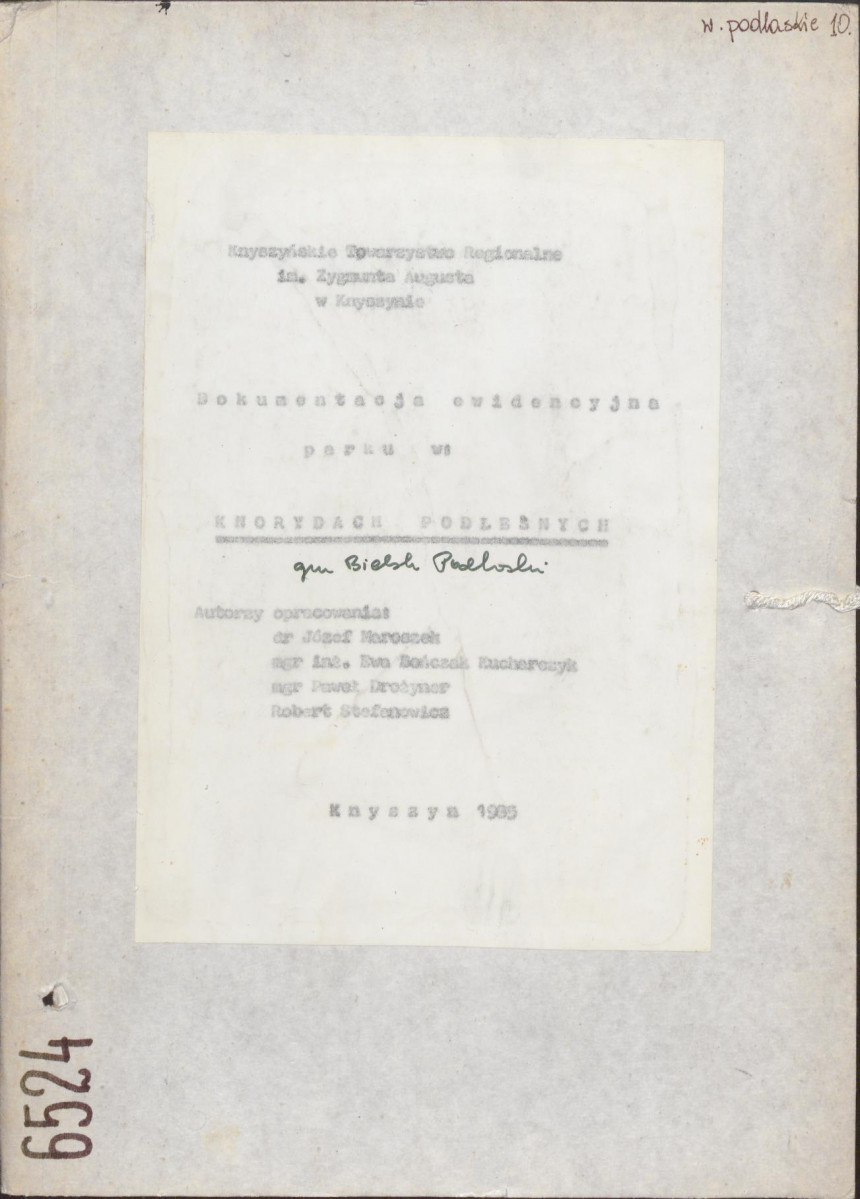 w. podlaskie 10.
Knyszyńskie Towarzystwo Regionalne
im. Zygmunta Augusta
w Knyszynie
Dokumentacja ewidencyjna
parku w:
KNORYDACH PODLEŚNYCH
gm Bielsk Podlaski
Autorzy opracowania:
dr Józef Maroszek
mgr inż. Ewa Bończak Kucharczyk
mgr Paweł Drożyner
Robert Stefanowicz
Knyszyn 1985
6524